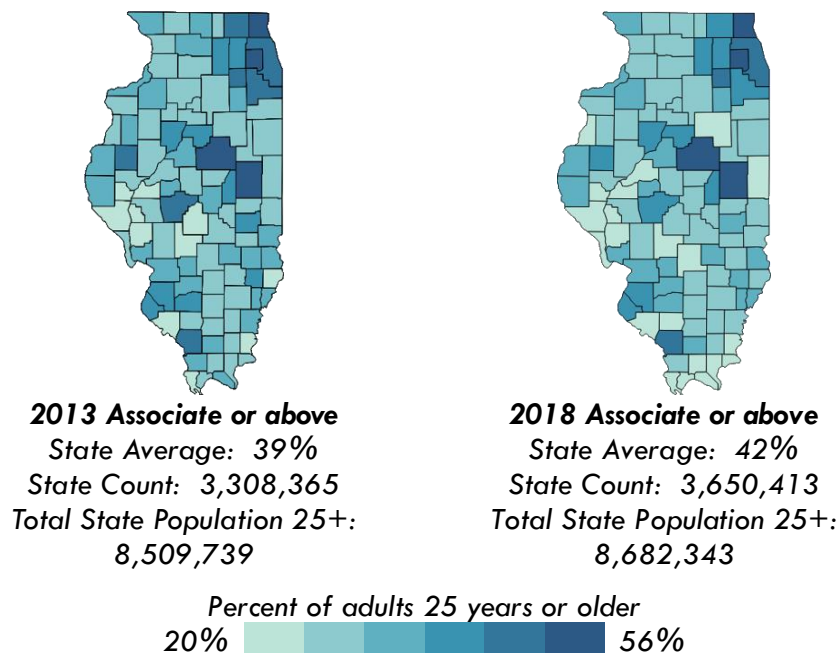 2013 Associate or above
State Average: 39%
State Count: 3,308,365
Total State Population 25+:
8,509,739
2018 Associate or above
State Average: 42%
State Count: 3,650,413
Total State Population 25+:
8,682,343
Percent of adults 25 years or older
20% 56%